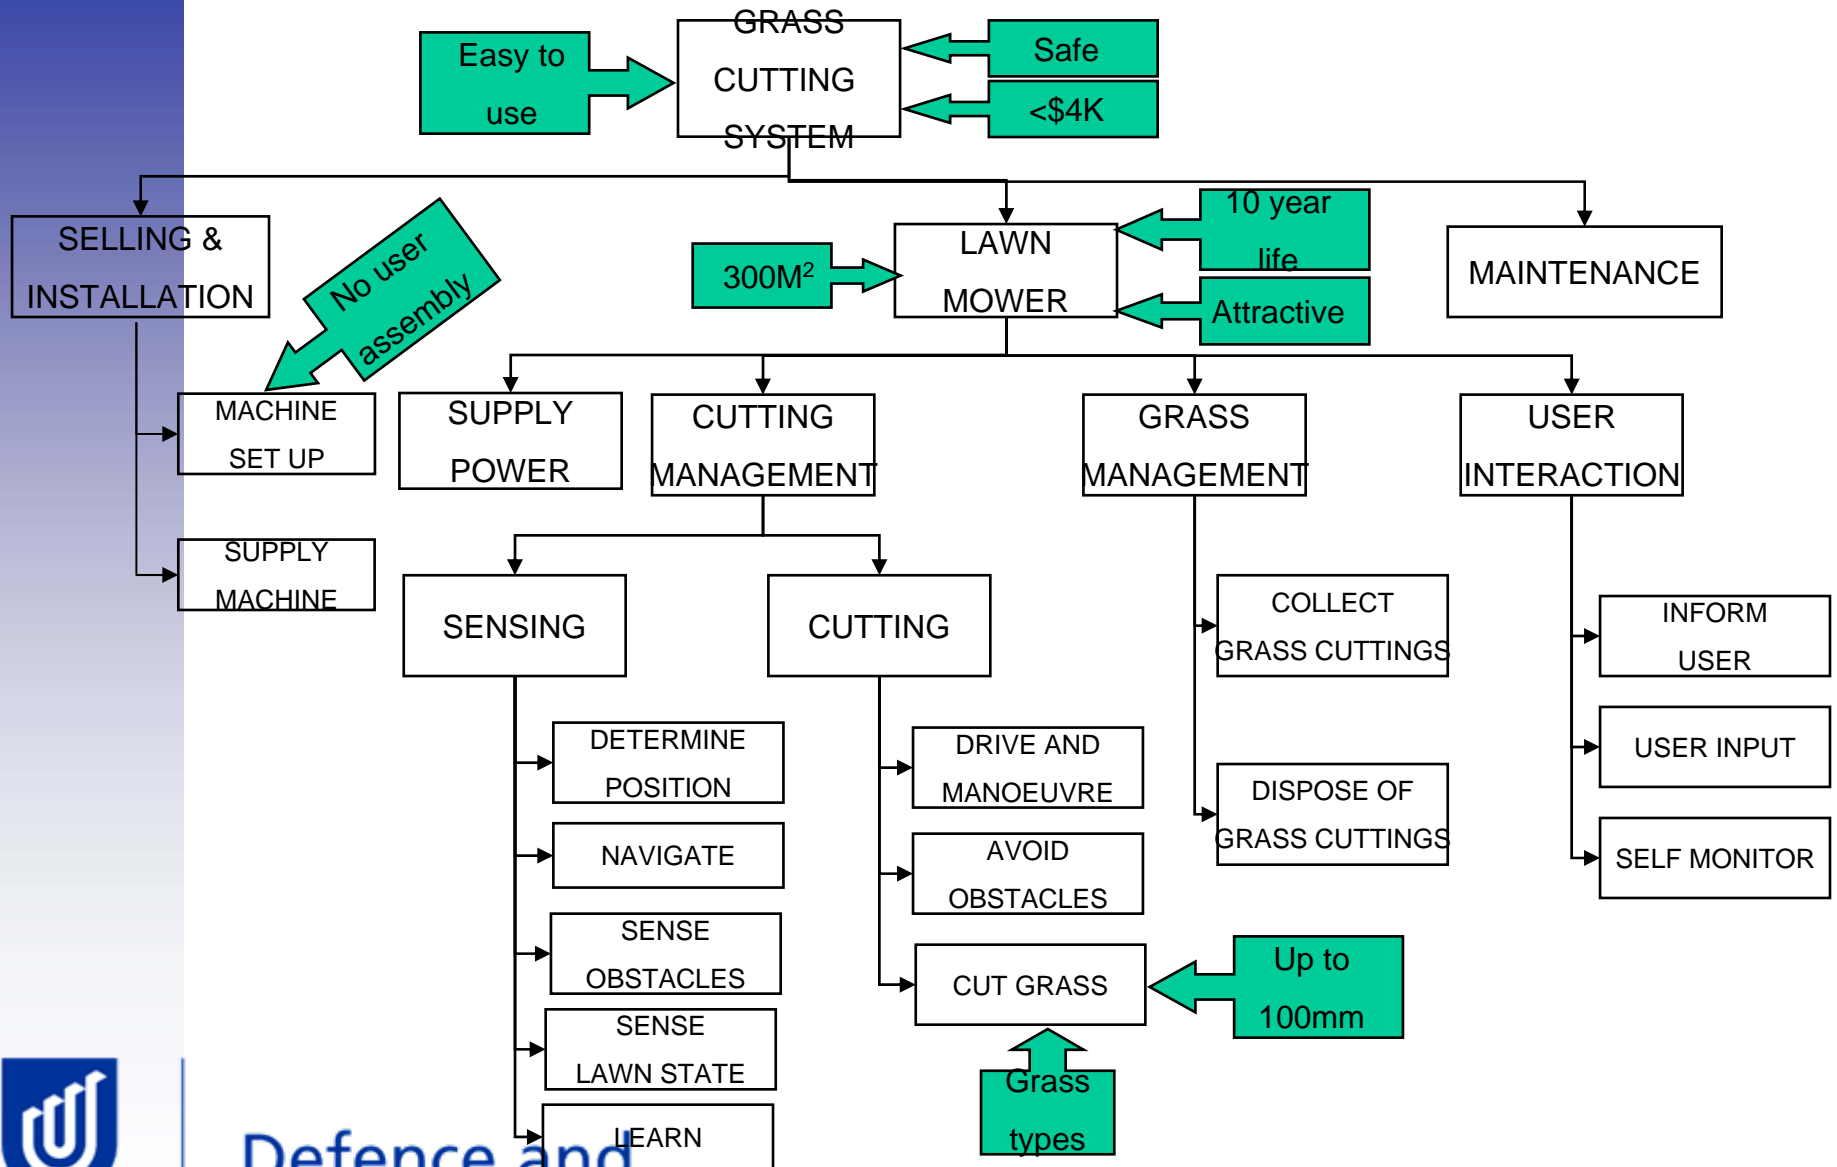 GRASS
CUTTING
SYSTEM
Easy to
use
Safe
<$4K
SELLING &
INSTALLATION
No user
assembly
300M²
LAWN
MOWER
10 year
life
Attractive
MAINTENANCE
MACHINE
SET UP
SUPPLY
POWER
CUTTING
MANAGEMENT
GRASS
MANAGEMENT
USER
INTERACTION
SUPPLY
MACHINE
SENSING
CUTTING
COLLECT
GRASS CUTTINGS
INFORM
USER
DETERMINE
POSITION
DRIVE AND
MANOEUVRE
DISPOSE OF
GRASS CUTTINGS
USER INPUT
NAVIGATE
AVOID
OBSTACLES
SELF MONITOR
SENSE
OBSTACLES
CUT GRASS
Up to
100mm
SENSE
LAWN STATE
Grass
types
LEARN
Defence and